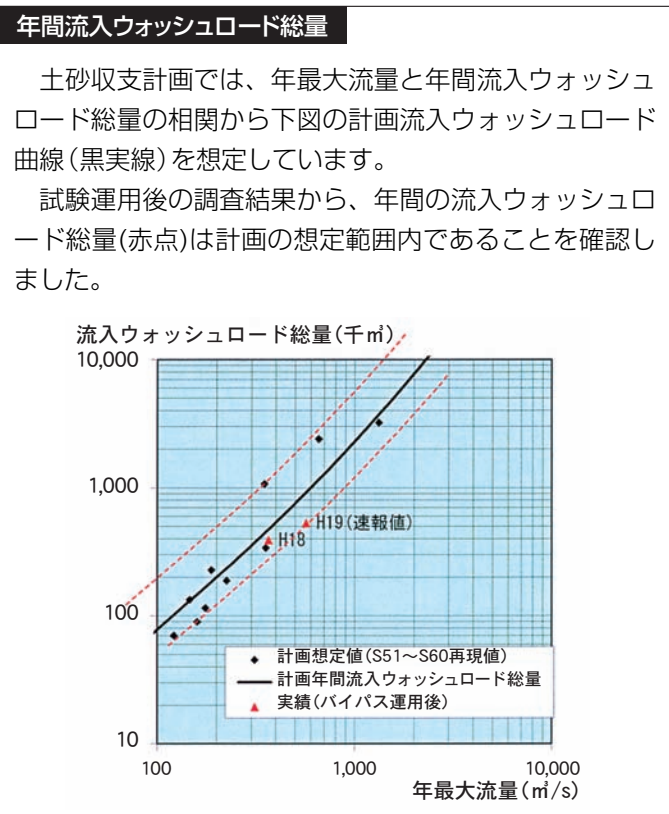 年間流入ウォッシュロード総量
土砂収支計画では、年最大流量と年間流入ウォッシュ
ロード総量の相関から下図の計画流入ウォッシュロード
曲線(黒実線)を想定しています。
試験運用後の調査結果から、年間の流入ウォッシュロ
ード総量(赤点)は計画の想定範囲内であることを確認し
ました。
流入ウォッシュロード総量(千㎥)
10,000
1,000
H19(速報値)
H18
100
計画想定値(S51～S60再現値)
計画年間流入ウォッシュロード総量
実績(バイパス運用後)
10
100
1,000
10,000
年最大流量(㎥/s)